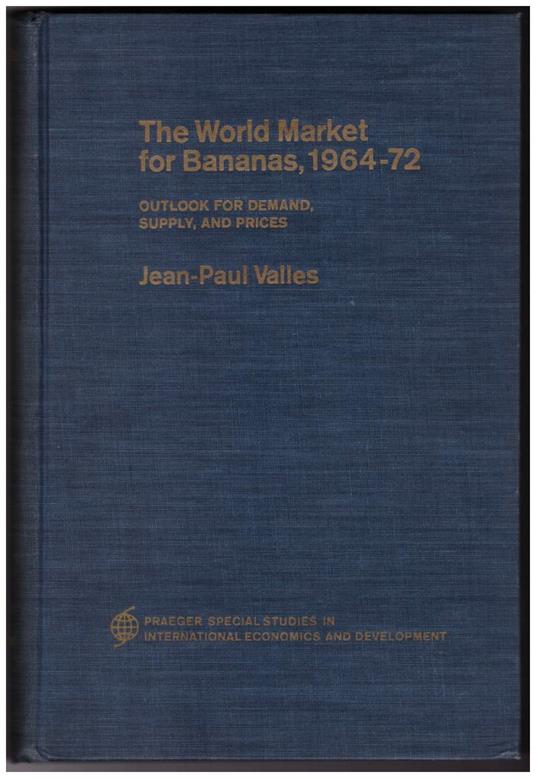 The World Market
for Bananas, 1964-72
OUTLOOK FOR DEMAND,
SUPPLY, AND PRICES
Jean-Paul Valles
PRAEGER SPECIAL STUDIES IN
INTERNATIONAL ECONOMICS AND DEVELOPMENT